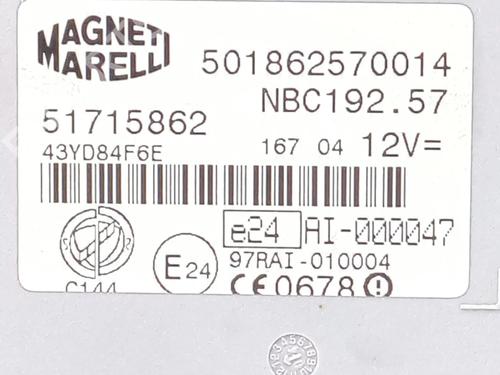 MAGNETI
MARELLI
501862570014
NBC192.57
51715862
43YD84F6E
167 04 12V=
e24 AI-000047
E24
97RAI-010004
C144
CE0678